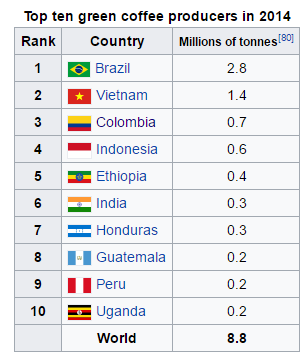 Top ten green coffee producers in 2014
Rank Country Millions of tonnes[80]
1 Brazil 2.8
2 Vietnam 1.4
3 Colombia 0.7
4 Indonesia 0.6
5 Ethiopia 0.4
6 India 0.3
7 Honduras 0.3
8 Guatemala 0.2
9 Peru 0.2
10 Uganda 0.2
World 8.8